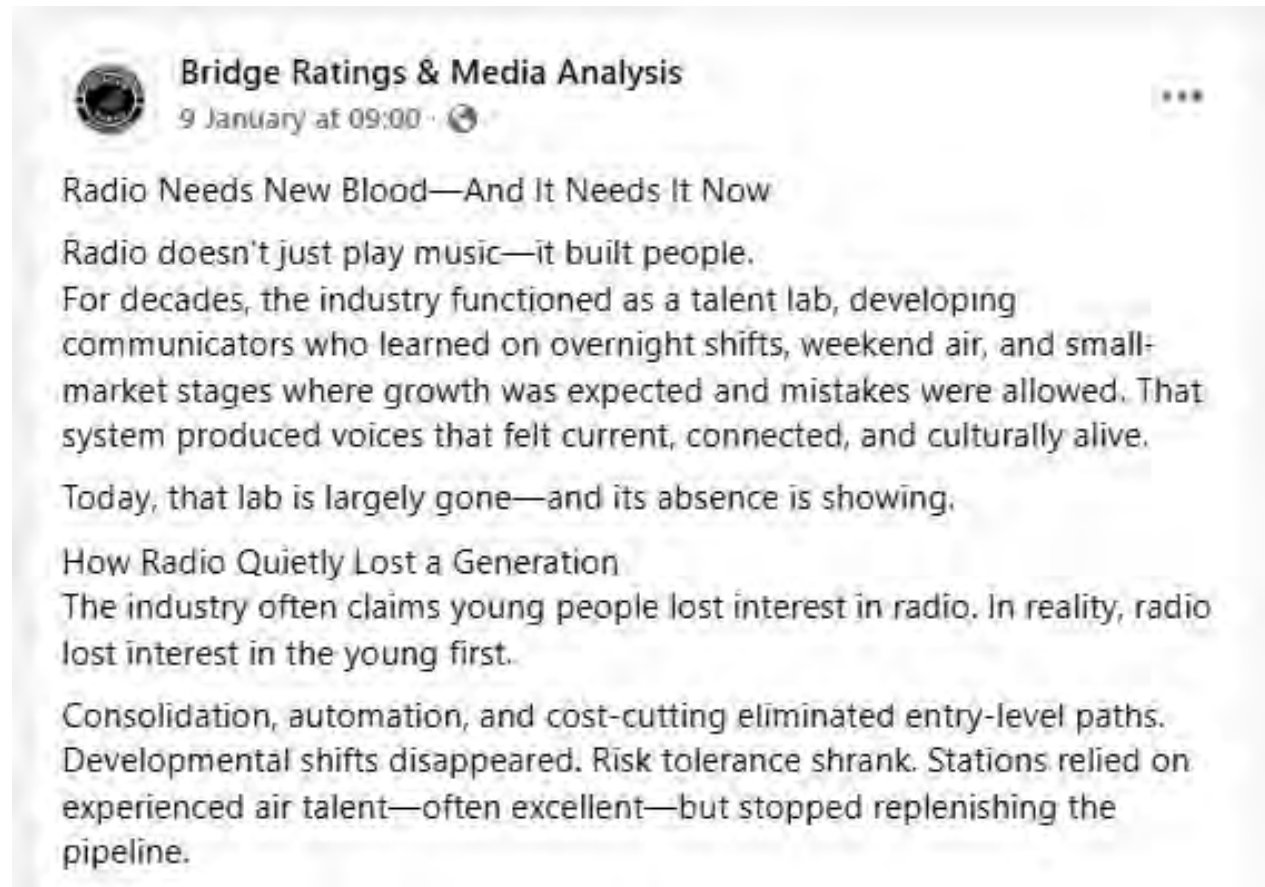 Bridge Ratings & Media Analysis
9 January at 09:00 ·
Radio Needs New Blood—And It Needs It Now
Radio doesn't just play music—it built people.
For decades, the industry functioned as a talent lab, developing
communicators who learned on overnight shifts, weekend air, and small-
market stages where growth was expected and mistakes were allowed. That
system produced voices that felt current, connected, and culturally alive.
Today, that lab is largely gone—and its absence is showing.
How Radio Quietly Lost a Generation
The industry often claims young people lost interest in radio. In reality, radio
lost interest in the young first.
Consolidation, automation, and cost-cutting eliminated entry-level paths.
Developmental shifts disappeared. Risk tolerance shrank. Stations relied on
experienced air talent—often excellent—but stopped replenishing the
pipeline.